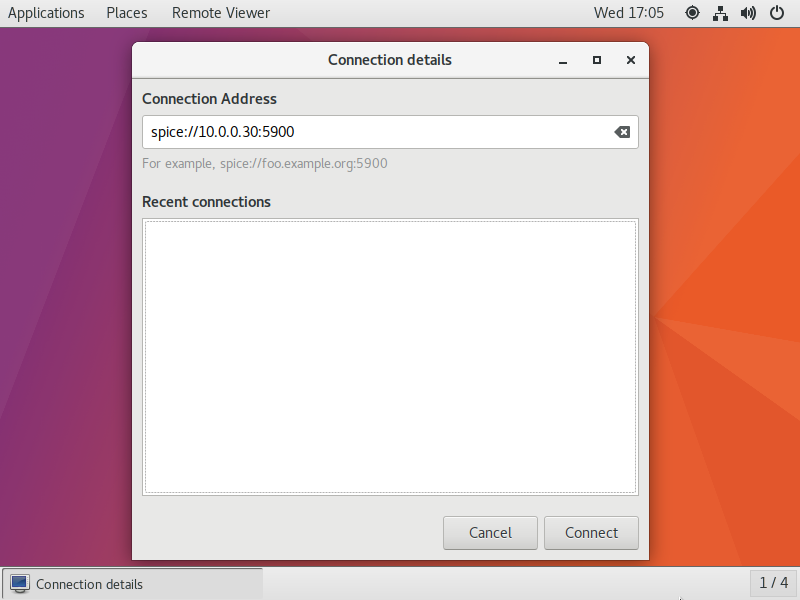 Applications Places Remote Viewer Wed 17:05
Connection details
Connection Address
spice://10.0.0.30:5900
For example, spice://foo.example.org:5900
Recent connections
Cancel Connect
Connection details 1 / 4